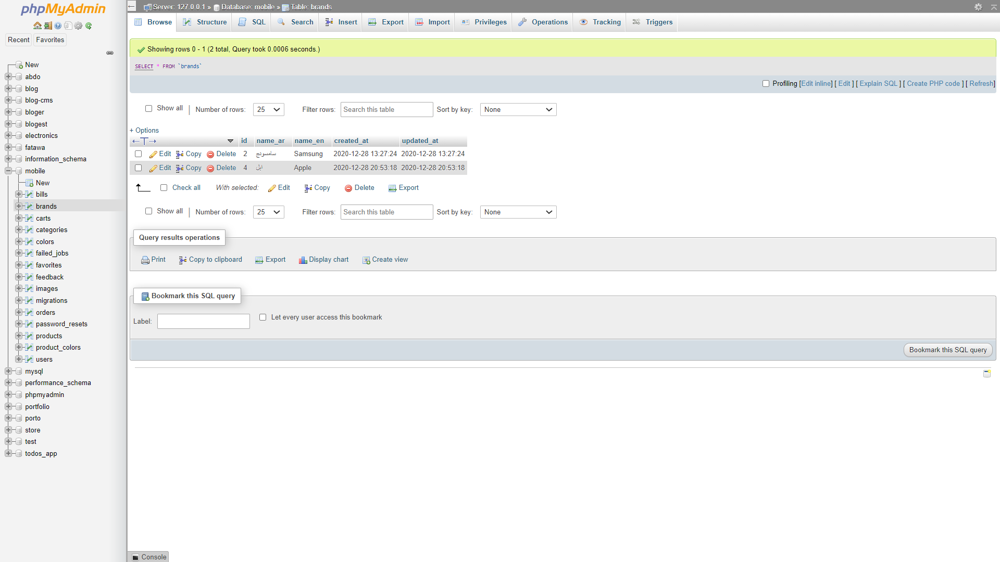 phpMyAdmin
Recent Favorites
New
abdo
blog
blog-cms
bloger
blogest
electronics
fatawa
information_schema
mobile
New
bills
brands
carts
categories
colors
failed_jobs
favorites
feedback
images
migrations
orders
password_resets
products
product_colors
users
mysql
performance_schema
phpmyadmin
portfolio
porto
store
test
todos_app
Server: 127.0.0.1 » Database: mobile » Table: brands
Browse Structure SQL Search Insert Export Import Privileges Operations Tracking Triggers
Showing rows 0 - 1 (2 total, Query took 0.0006 seconds.)
SELECT * FROM `brands`
Profiling [Edit inline] [ Edit ] [ Explain SQL ] [ Create PHP code ] [ Refresh]
Show all | Number of rows: 25 Filter rows: Search this table Sort by key: None
+ Options
←T→ id name_ar name_en created_at updated_at
Edit Copy Delete 2 سامسونج Samsung 2020-12-28 13:27:24 2020-12-28 13:27:24
Edit Copy Delete 4 ابل Apple 2020-12-28 20:53:18 2020-12-28 20:53:18
Check all With selected: Edit Copy Delete Export
Show all | Number of rows: 25 Filter rows: Search this table Sort by key: None
Query results operations
Print Copy to clipboard Export Display chart Create view
Bookmark this SQL query
Label: Let every user access this bookmark
Bookmark this SQL query
Console